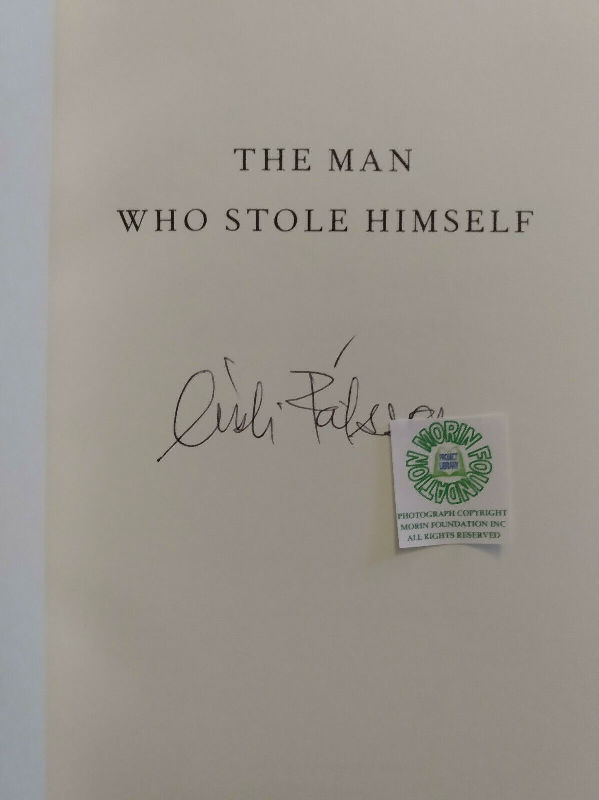 THE MAN
WHO STOLE HIMSELF
MORIN FOUNDATION
PROJECT
LIBRARY
PHOTOGRAPH COPYRIGHT
MORIN FOUNDATION INC
ALL RIGHTS RESERVED